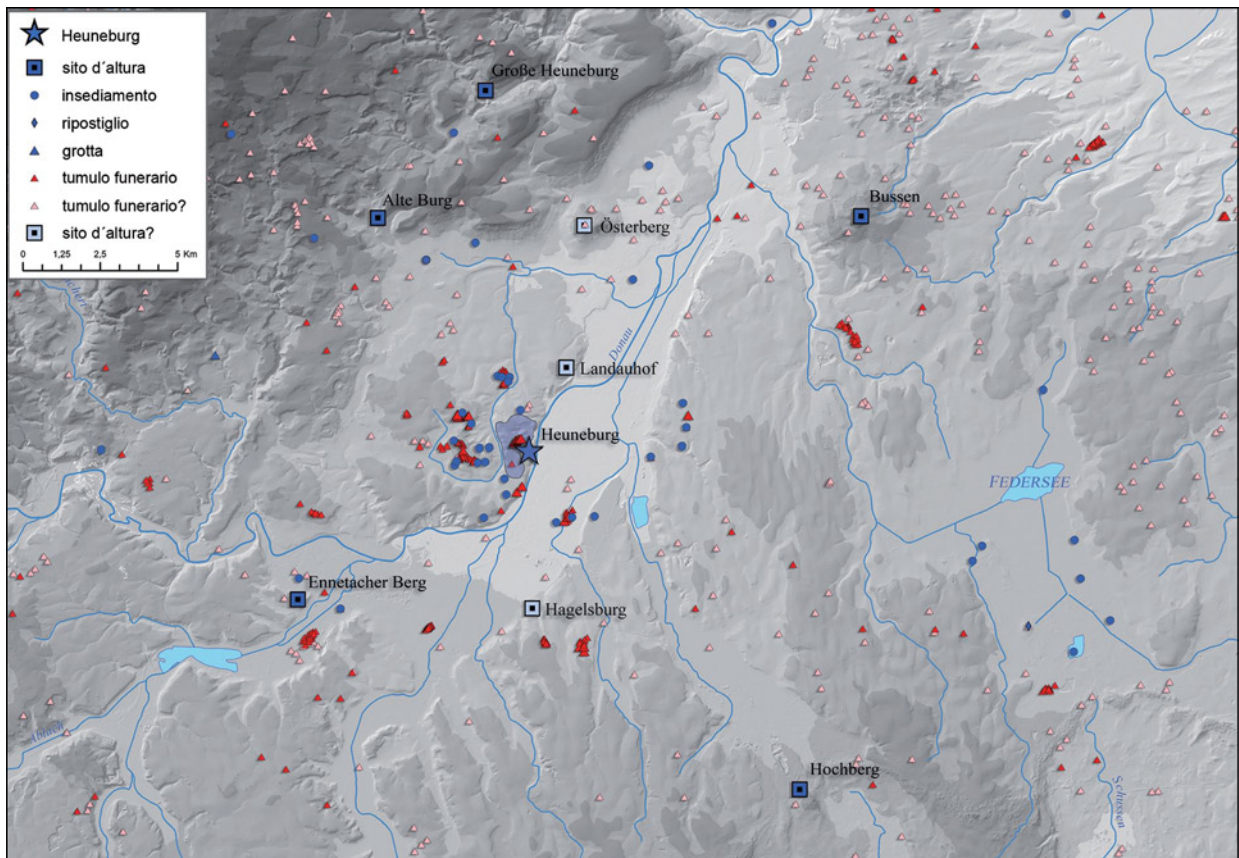 Heuneburg
sito d´altura
insediamento
ripostiglio
grotta
tumulo funerario
tumulo funerario?
sito d´altura?
0 1,25 2,5 5 Km
Große Heuneburg
Alte Burg
Österberg
Bussen
Donau
Landauhof
Heuneburg
FEDERSEE
Ennetacher Berg
Hagelsburg
Ablach
Hochberg
Schussen